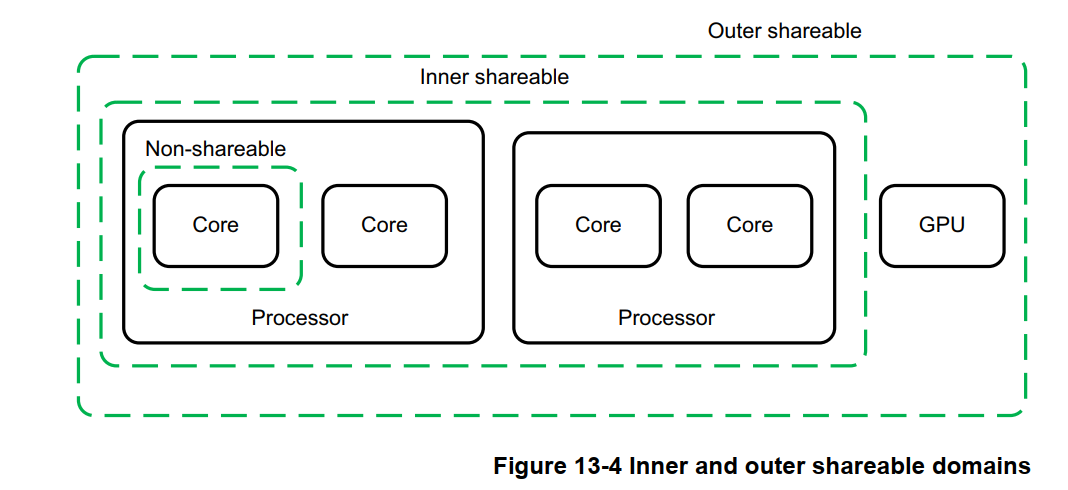 Outer shareable
Inner shareable
Non-shareable
Core
Core
Core
Core
GPU
Processor
Processor
Figure 13-4 Inner and outer shareable domains